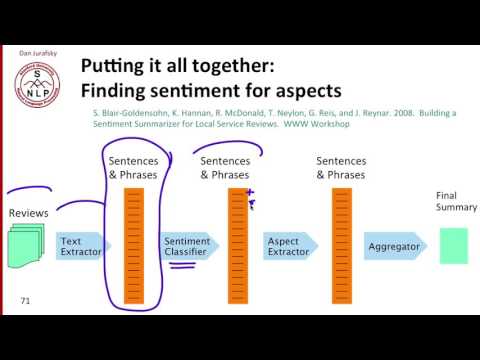 Dan Jurafsky
S
NLP
Putting it all together:
Finding sentiment for aspects
S. Blair-Goldensohn, K. Hannan, R. McDonald, T. Neylon, G. Reis, and J. Reynar. 2008. Building a
Sentiment Summarizer for Local Service Reviews. WWW Workshop
Sentences
& Phrases
Sentences
& Phrases
Sentences
& Phrases
Final
Summary
Reviews
+
Text
Extractor
Sentiment
Classifier
Aspect
Extractor
Aggregator
71